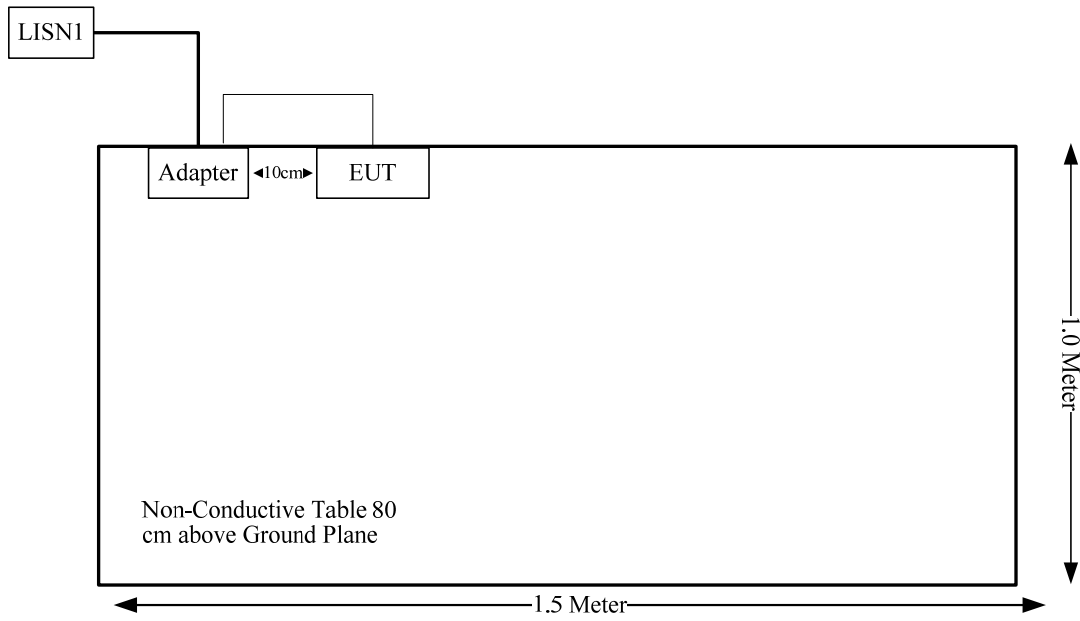 LISN1
Adapter
10cm
EUT
1.0 Meter
Non-Conductive Table 80
cm above Ground Plane
1.5 Meter